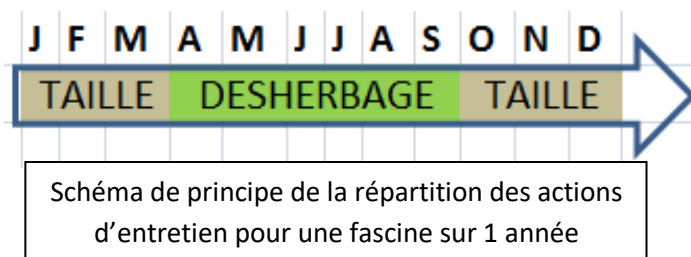 J F M A M J J A S O N D
TAILLE DESHERBAGE TAILLE
Schéma de principe de la répartition des actions
d’entretien pour une fascine sur 1 année